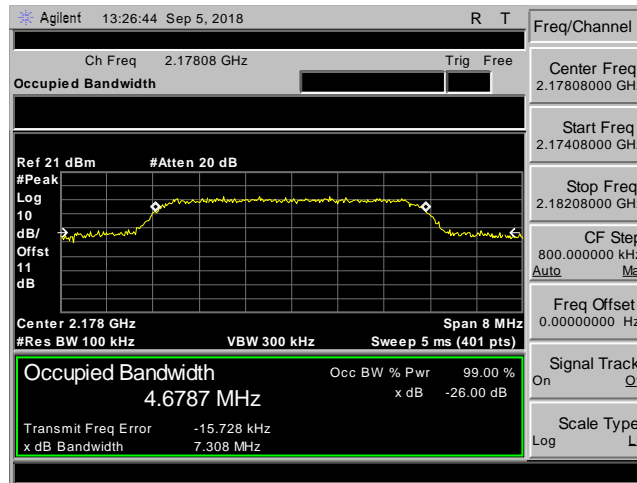 Agilent 13:26:44 Sep 5, 2018 R T
Freq/Channel
Ch Freq 2.17808 GHz Trig Free
Occupied Bandwidth
Center Freq
2.17808000 GH
Start Freq
2.17408000 GH
Stop Freq
2.18208000 GH
CF Step
800.000000 kHz
Auto Ma
Freq Offset
0.00000000 Hz
Signal Track
On O
Scale Type
Log L
Ref 21 dBm #Atten 20 dB
#Peak
Log
10
dB/
Offst
11
dB
Center 2.178 GHz Span 8 MHz
#Res BW 100 kHz VBW 300 kHz Sweep 5 ms (401 pts)
Occupied Bandwidth Occ BW % Pwr 99.00 %
4.6787 MHz x dB -26.00 dB
Transmit Freq Error -15.728 kHz
x dB Bandwidth 7.308 MHz